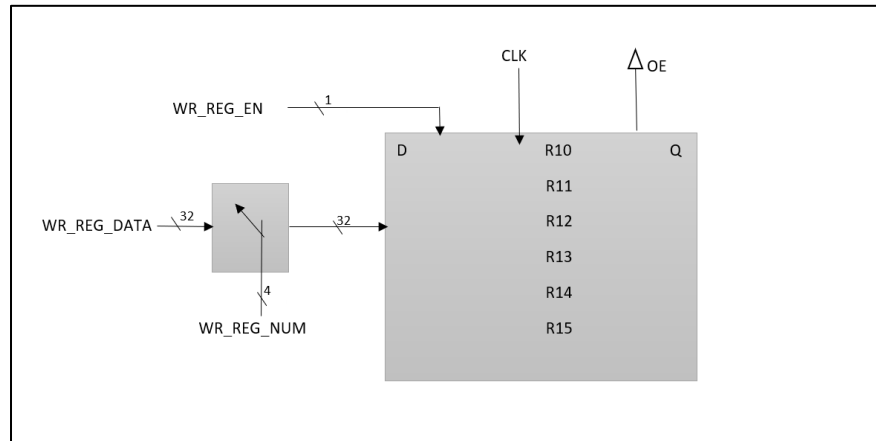 CLK
OE
WR_REG_EN
1
D
R10
Q
R11
32
32
WR_REG_DATA
R12
R13
4
R14
WR_REG_NUM
R15